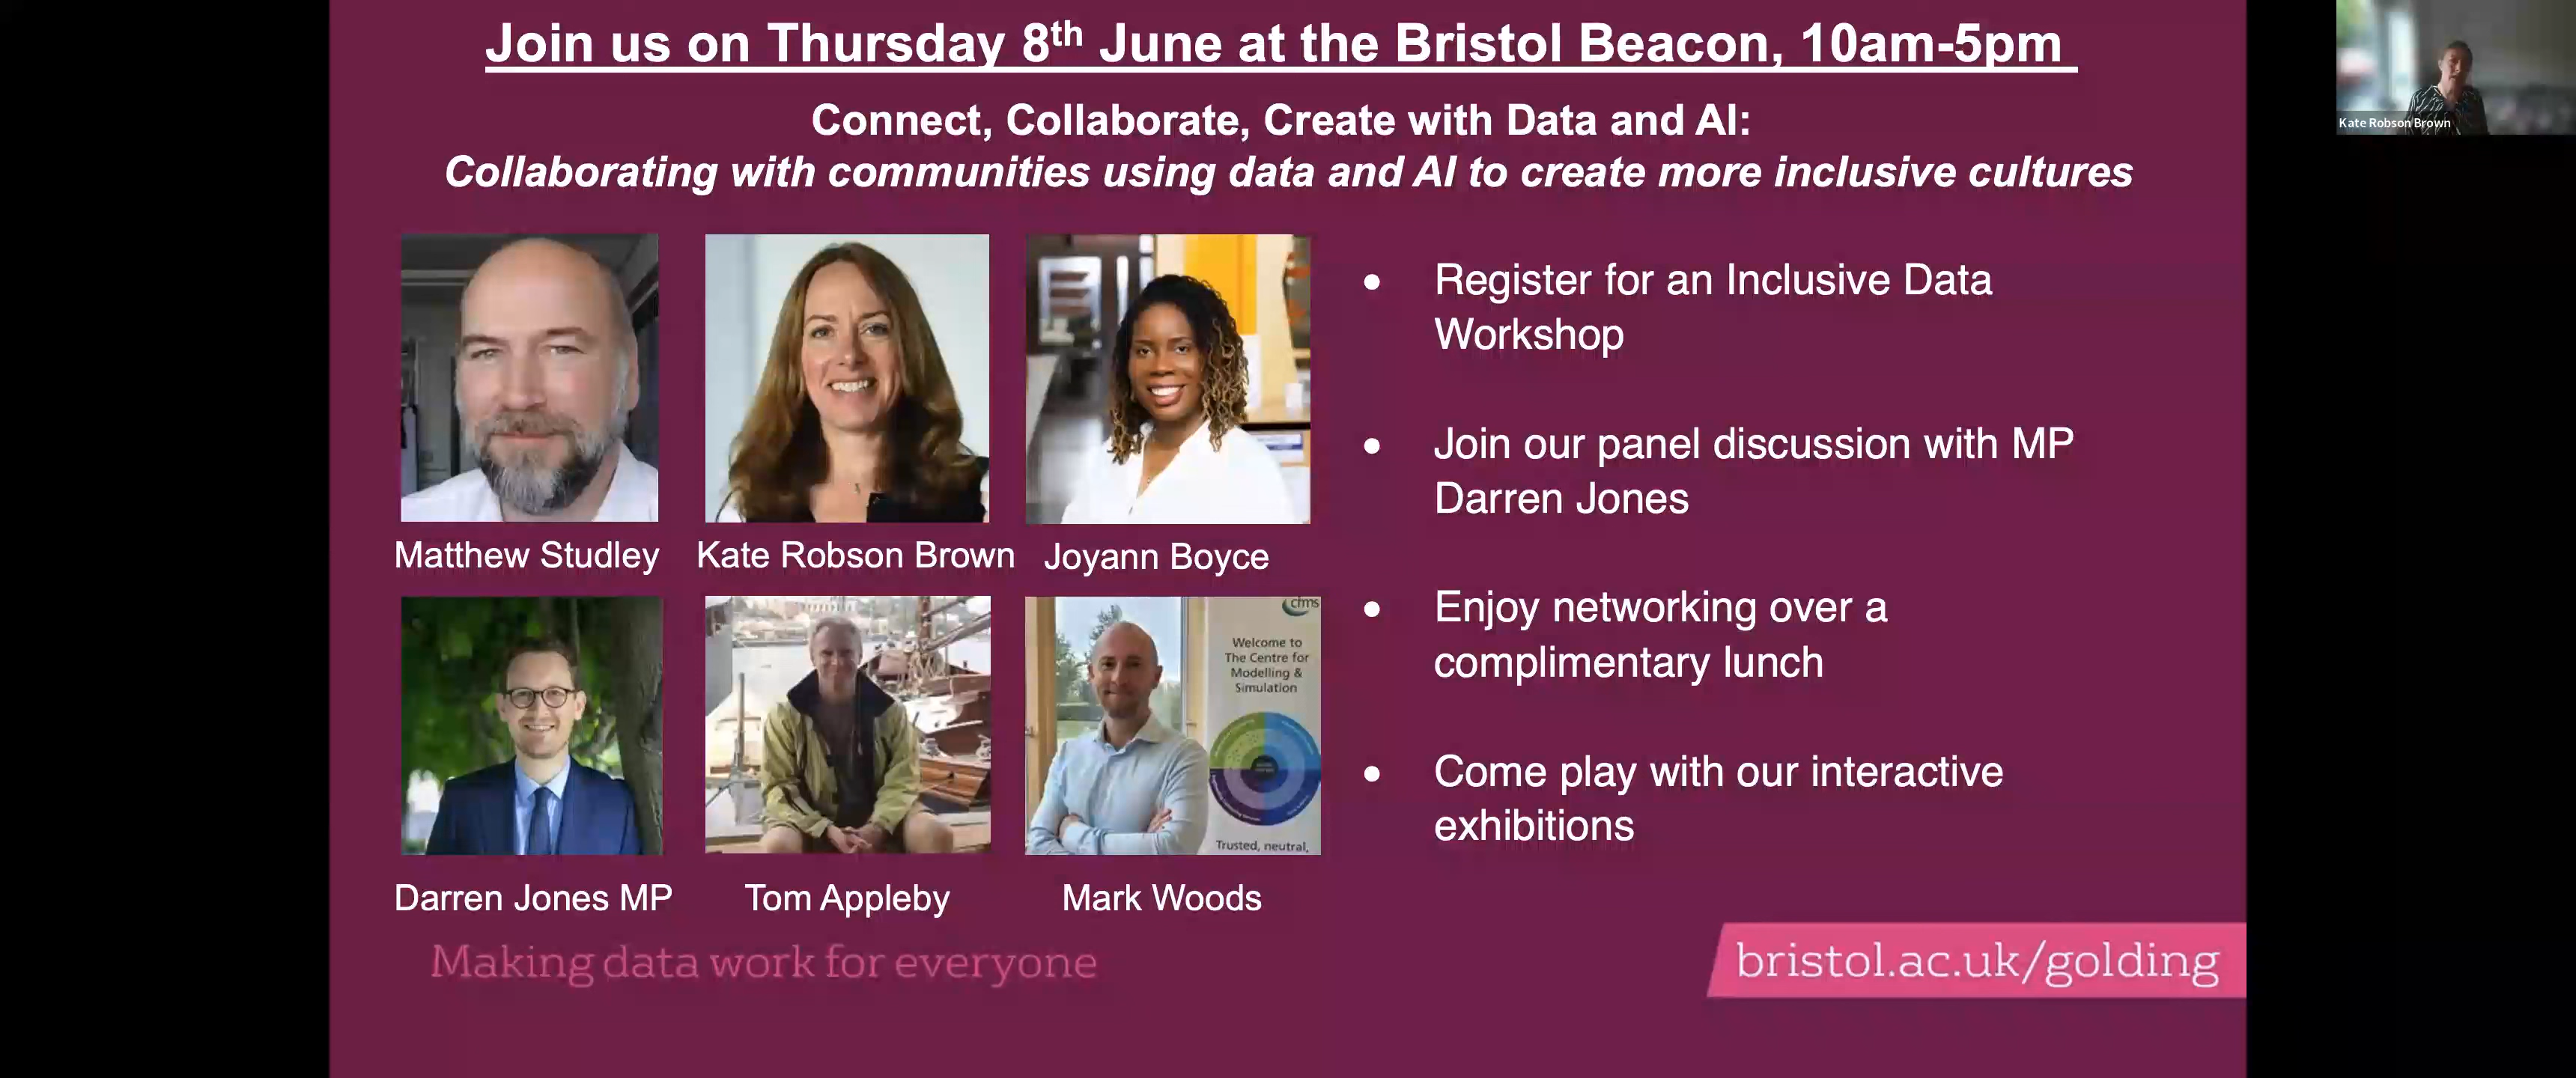 Join us on Thursday 8th June at the Bristol Beacon, 10am-5pm
Connect, Collaborate, Create with Data and AI:
Collaborating with communities using data and AI to create more inclusive cultures
Kate Robson Brown
Matthew Studley
Kate Robson Brown
Joyann Boyce
cfms
Welcome to
The Centre for
Modelling &
Simulation
Trusted, neutral,
Darren Jones MP
Tom Appleby
Mark Woods
• Register for an Inclusive Data
Workshop
• Join our panel discussion with MP
Darren Jones
• Enjoy networking over a
complimentary lunch
• Come play with our interactive
exhibitions
Making data work for everyone
bristol.ac.uk/golding